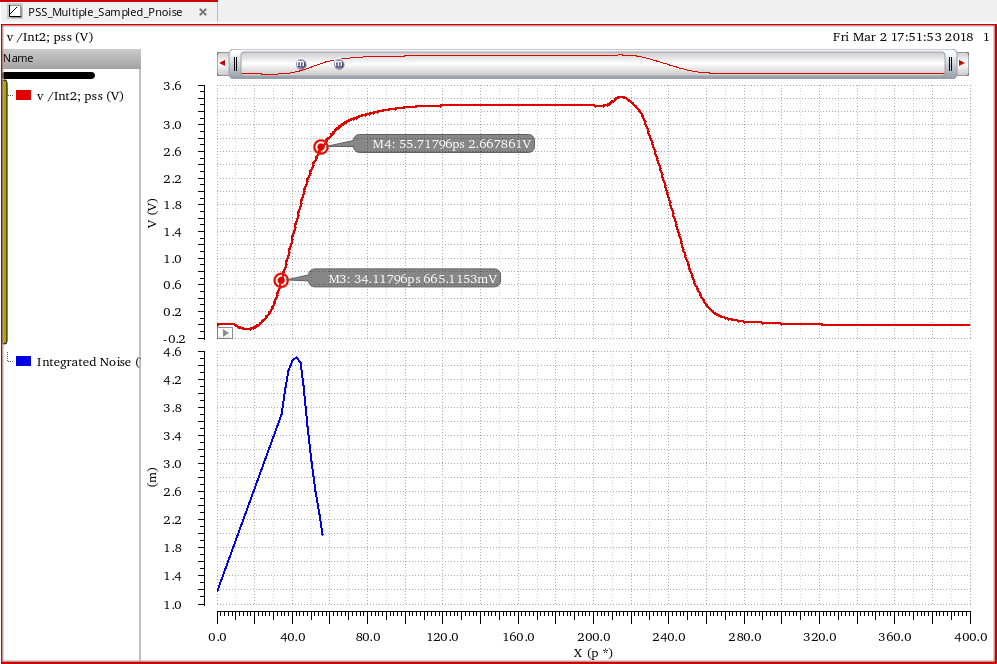 PSS_Multiple_Sampled_Pnoise
v /Int2; pss (V)
Fri Mar 2 17:51:53 2018 1
Name
v /Int2; pss (V)
m m
3.6
3.0
2.6
2.2
1.8
1.4
1.0
0.6
0.2
-0.2
V (V)
M4: 55.71796ps 2.667861V
M3: 34.11796ps 665.1153mV
Integrated Noise (
4.6
4.2
3.8
3.4
3.0
2.6
2.2
1.8
1.4
1.0
(m)
0.0 40.0 80.0 120.0 160.0 200.0 240.0 280.0 320.0 360.0 400.0
X (p *)